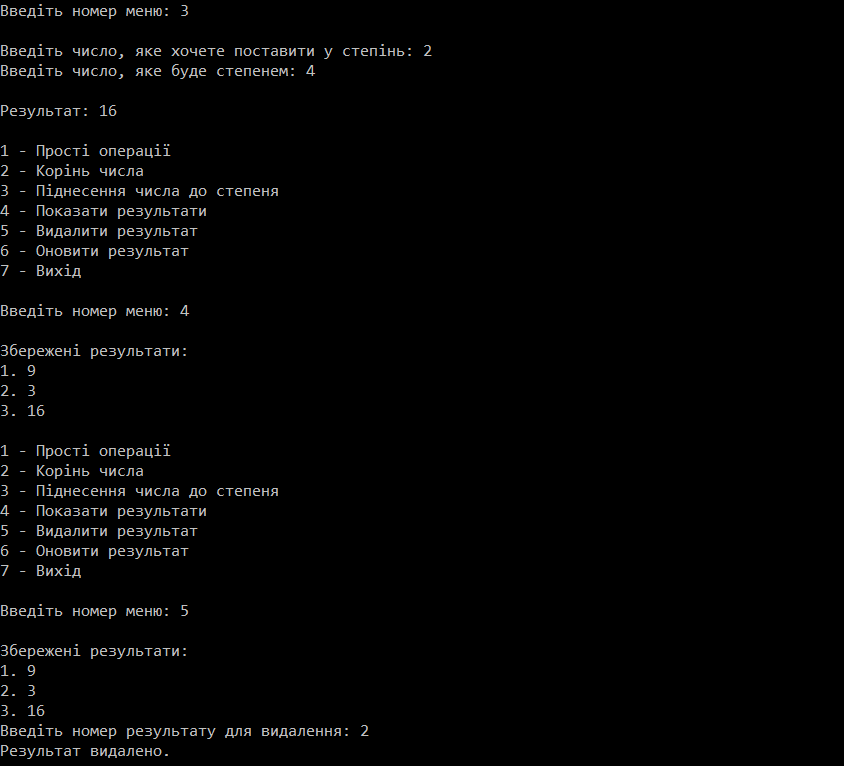 Введіть номер меню: 3
Введіть число, яке хочете поставити у степінь: 2
Введіть число, яке буде степенем: 4
Результат: 16
1 - Прості операції
2 - Корінь числа
3 - Піднесення числа до степеня
4 - Показати результати
5 - Видалити результат
6 - Оновити результат
7 - Вихід
Введіть номер меню: 4
Збережені результати:
1. 9
2. 3
3. 16
1 - Прості операції
2 - Корінь числа
3 - Піднесення числа до степеня
4 - Показати результати
5 - Видалити результат
6 - Оновити результат
7 - Вихід
Введіть номер меню: 5
Збережені результати:
1. 9
2. 3
3. 16
Введіть номер результату для видалення: 2
Результат видалено.